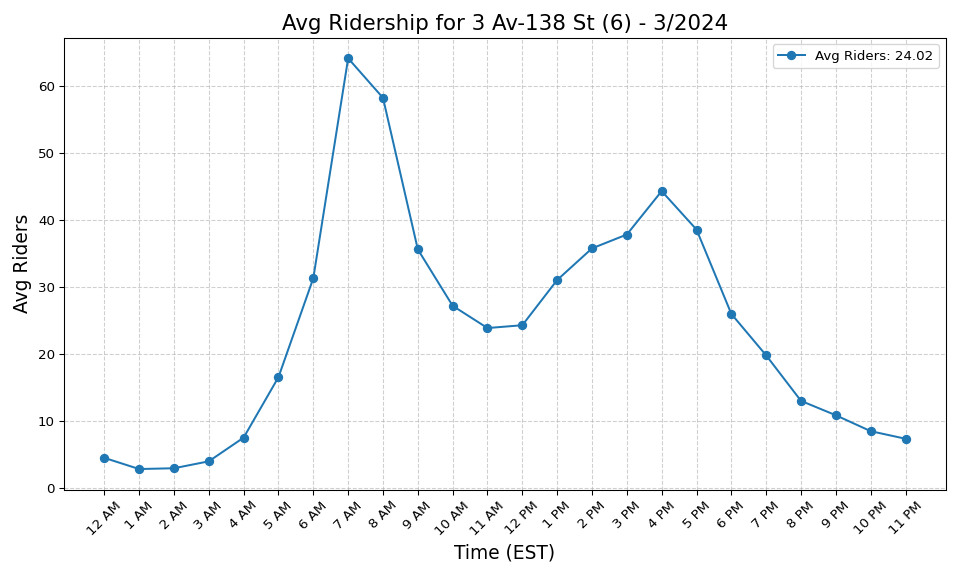 Avg Ridership for 3 Av-138 St (6) - 3/2024
Avg Riders: 24.02
Avg Riders
60
50
40
30
20
10
0
12 AM
1 AM
2 AM
3 AM
4 AM
5 AM
6 AM
7 AM
8 AM
9 AM
10 AM
11 AM
12 PM
1 PM
2 PM
3 PM
4 PM
5 PM
6 PM
7 PM
8 PM
9 PM
10 PM
11 PM
Time (EST)